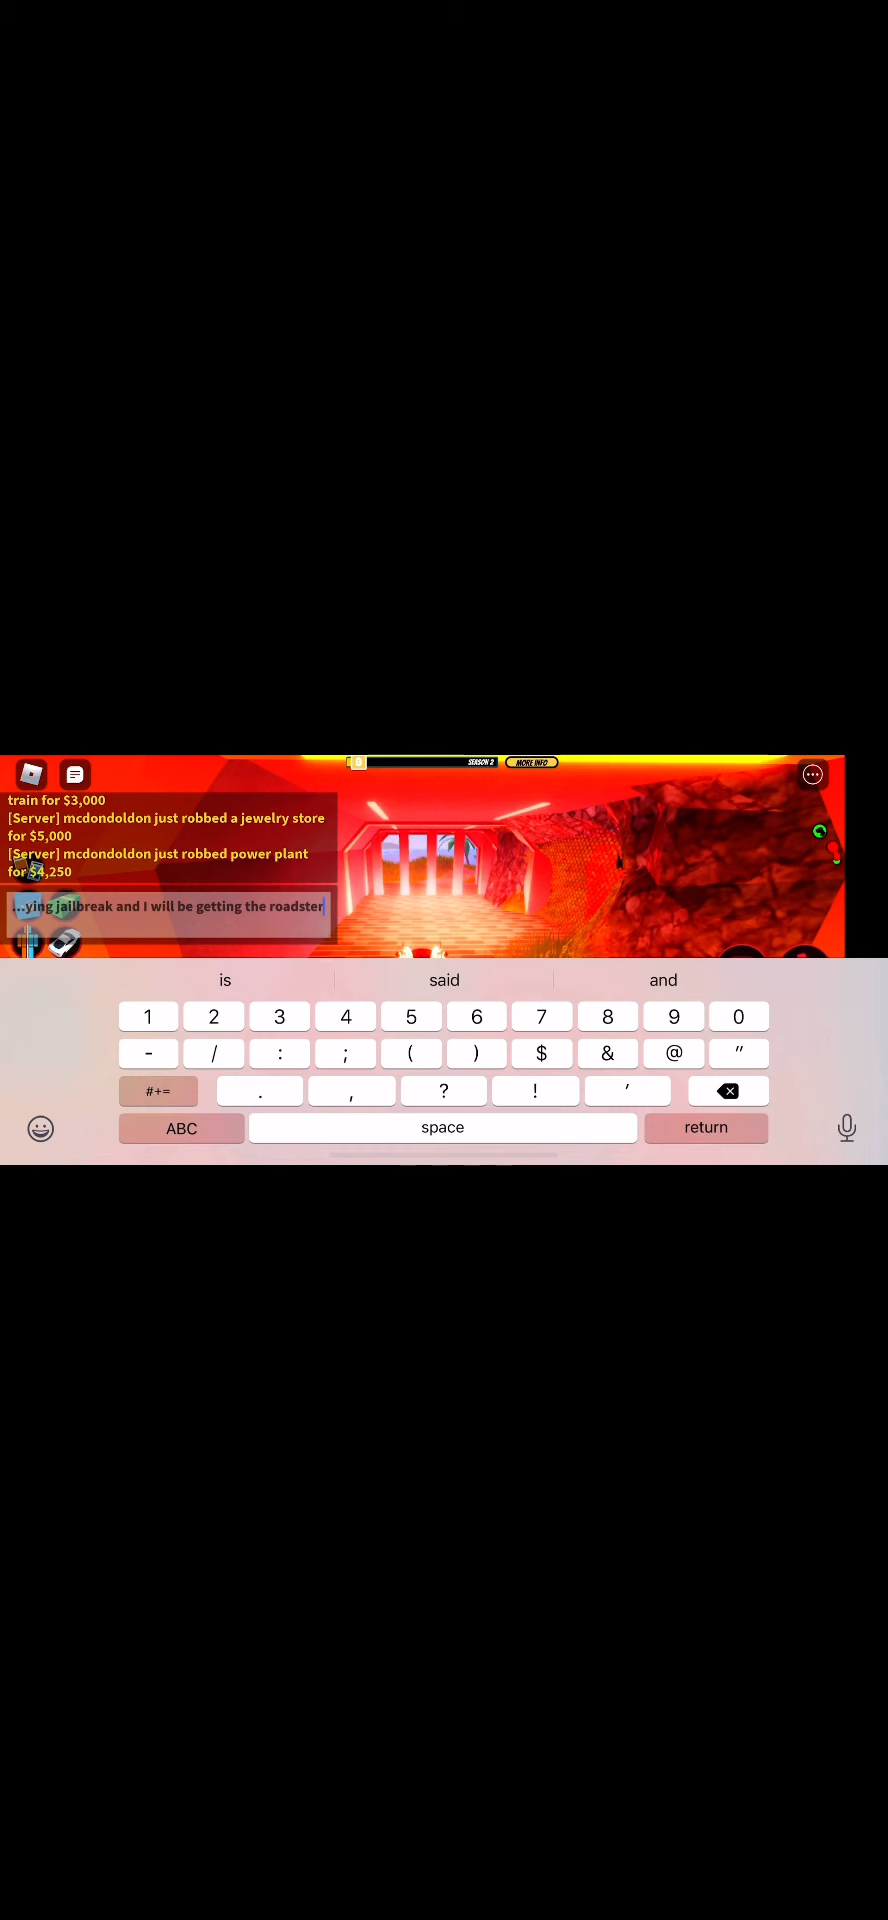 SEASON 2
MORE INFO
train for $3,000
[Server] mcdondoldon just robbed a jewelry store
for $5,000
[Server] mcdondoldon just robbed power plant
for $4,250
...ying jailbreak and I will be getting the roadster
is said and
1 2 3 4 5 6 7 8 9 0
- / : ; ( ) $ & @ "
#+= . , ? ! '
ABC space return